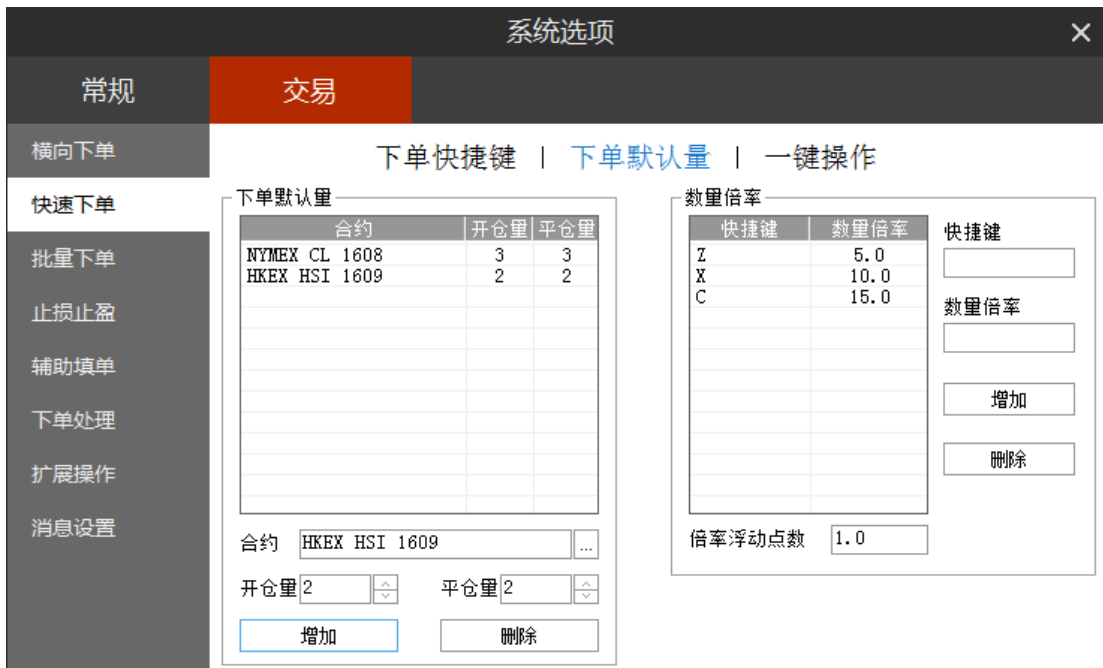 系统选项
常规 交易
横向下单
快速下单
批量下单
止损止盈
辅助填单
下单处理
扩展操作
消息设置
下单快捷键 | 下单默认量 | 一键操作
下单默认量
合约 开仓量 平仓量
NYMEX CL 1608 3 3
HKEX HSI 1609 2 2
合约 HKEX HSI 1609 ...
开仓量 2 平仓量 2
增加 删除
数量倍率
快捷键 数量倍率
Z 5.0
X 10.0
C 15.0
倍率浮动点数 1.0
快捷键
数量倍率
增加
删除